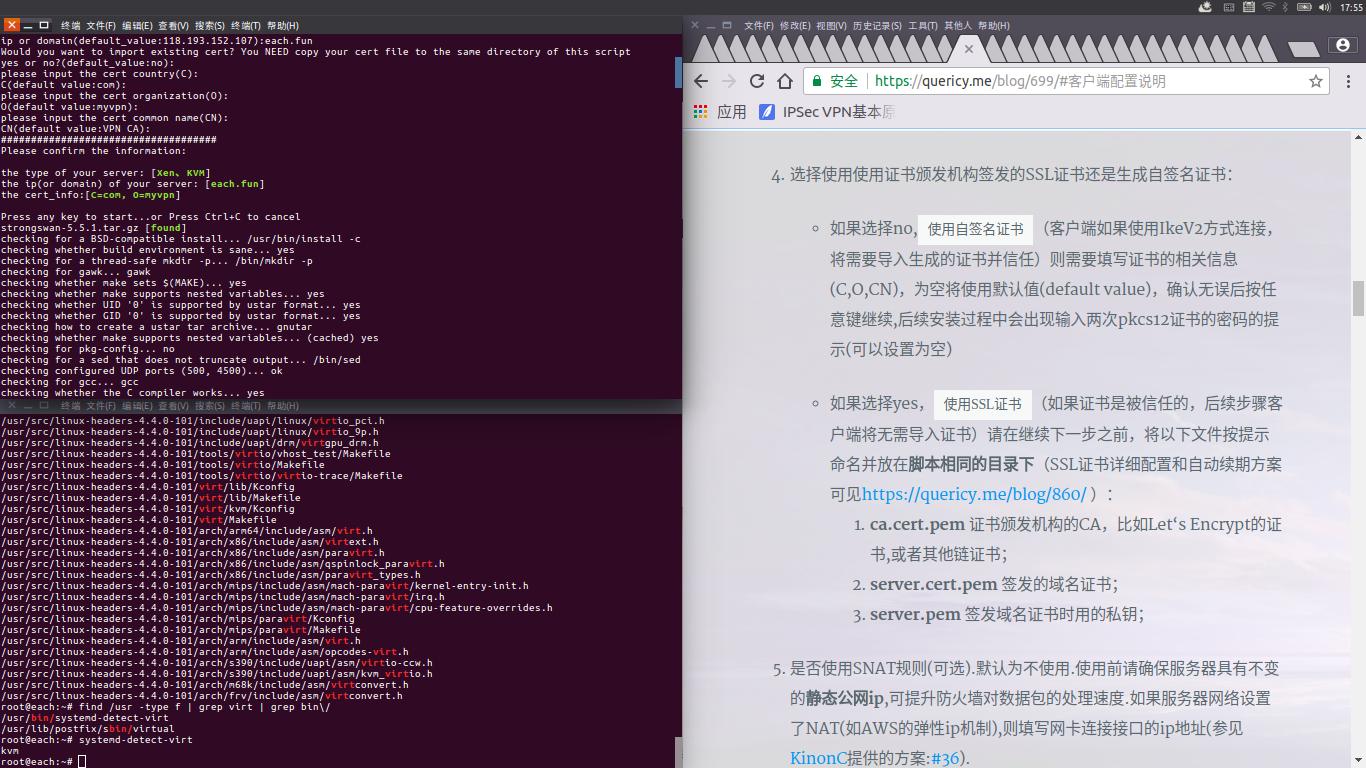 17:55
终端 文件(F) 编辑(E) 查看(V) 搜索(S) 终端(T) 帮助(H)
ip or domain(default_value:118.193.152.107):each.fun
Would you want to import existing cert? You NEED copy your cert file to the same directory of this script
yes or no?(default_value:no):
please input the cert country(C):
C(default value:com):
please input the cert organization(O):
O(default value:myvpn):
please input the cert common name(CN):
CN(default value:VPN CA):
####################################
Please confirm the information:
the type of your server: [Xen、KVM]
the ip(or domain) of your server: [each.fun]
the cert_info:[C=com, O=myvpn]
Press any key to start...or Press Ctrl+C to cancel
strongswan-5.5.1.tar.gz [found]
checking for a BSD-compatible install... /usr/bin/install -c
checking whether build environment is sane... yes
checking for a thread-safe mkdir -p... /bin/mkdir -p
checking for gawk... gawk
checking whether make sets $(MAKE)... yes
checking whether make supports nested variables... yes
checking whether UID '0' is supported by ustar format... yes
checking whether GID '0' is supported by ustar format... yes
checking how to create a ustar tar archive... gnutar
checking whether make supports nested variables... (cached) yes
checking for pkg-config... no
checking for a sed that does not truncate output... /bin/sed
checking configured UDP ports (500, 4500)... ok
checking for gcc... gcc
checking whether the C compiler works... yes
终端 文件(F) 编辑(E) 查看(V) 搜索(S) 终端(T) 帮助(H)
/usr/src/linux-headers-4.4.0-101/include/uapi/linux/virtio_pci.h
/usr/src/linux-headers-4.4.0-101/include/uapi/linux/virtio_9p.h
/usr/src/linux-headers-4.4.0-101/include/uapi/drm/virtgpu_drm.h
/usr/src/linux-headers-4.4.0-101/tools/virtio/vhost_test/Makefile
/usr/src/linux-headers-4.4.0-101/tools/virtio/Makefile
/usr/src/linux-headers-4.4.0-101/tools/virtio/virtio-trace/Makefile
/usr/src/linux-headers-4.4.0-101/virt/lib/Kconfig
/usr/src/linux-headers-4.4.0-101/virt/lib/Makefile
/usr/src/linux-headers-4.4.0-101/virt/kvm/Kconfig
/usr/src/linux-headers-4.4.0-101/virt/Makefile
/usr/src/linux-headers-4.4.0-101/arch/arm64/include/asm/virt.h
/usr/src/linux-headers-4.4.0-101/arch/x86/include/asm/virtext.h
/usr/src/linux-headers-4.4.0-101/arch/x86/include/asm/paravirt.h
/usr/src/linux-headers-4.4.0-101/arch/x86/include/asm/qspinlock_paravirt.h
/usr/src/linux-headers-4.4.0-101/arch/x86/include/asm/paravirt_types.h
/usr/src/linux-headers-4.4.0-101/arch/mips/include/asm/mach-paravirt/kernel-entry-init.h
/usr/src/linux-headers-4.4.0-101/arch/mips/include/asm/mach-paravirt/irq.h
/usr/src/linux-headers-4.4.0-101/arch/mips/include/asm/mach-paravirt/cpu-feature-overrides.h
/usr/src/linux-headers-4.4.0-101/arch/mips/paravirt/Kconfig
/usr/src/linux-headers-4.4.0-101/arch/mips/paravirt/Makefile
/usr/src/linux-headers-4.4.0-101/arch/arm/include/asm/virt.h
/usr/src/linux-headers-4.4.0-101/arch/arm/include/asm/opcodes-virt.h
/usr/src/linux-headers-4.4.0-101/arch/s390/include/uapi/asm/virtio-ccw.h
/usr/src/linux-headers-4.4.0-101/arch/s390/include/uapi/asm/kvm_virtio.h
/usr/src/linux-headers-4.4.0-101/arch/m68k/include/asm/virtconvert.h
/usr/src/linux-headers-4.4.0-101/arch/frv/include/asm/virtconvert.h
root@each:~# find /usr -type f | grep virt | grep bin\/
/usr/bin/systemd-detect-virt
/usr/lib/postfix/sbin/virtual
root@each:~# systemd-detect-virt
kvm
root@each:~#
文件(F) 修改(E) 视图(V) 历史记录(S) 工具(T) 其他人 帮助(H)
安全 https://quericy.me/blog/699/#客户端配置说明
应用 IPSec VPN基本原
4. 选择使用使用证书颁发机构签发的SSL证书还是生成自签名证书：
如果选择no, 使用自签名证书 （客户端如果使用IkeV2方式连接，
将需要导入生成的证书并信任）则需要填写证书的相关信息
(C,O,CN)，为空将使用默认值(default value)，确认无误后按任
意键继续,后续安装过程中会出现输入两次pkcs12证书的密码的提
示(可以设置为空)
如果选择yes， 使用SSL证书 （如果证书是被信任的，后续步骤客
户端将无需导入证书）请在继续下一步之前，将以下文件按提示
命名并放在脚本相同的目录下（SSL证书详细配置和自动续期方案
可见https://quericy.me/blog/860/ ）：
1. ca.cert.pem 证书颁发机构的CA，比如Let‘s Encrypt的证
书,或者其他链证书；
2. server.cert.pem 签发的域名证书；
3. server.pem 签发域名证书时用的私钥；
5. 是否使用SNAT规则(可选).默认为不使用.使用前请确保服务器具有不变
的静态公网ip,可提升防火墙对数据包的处理速度.如果服务器网络设置
了NAT(如AWS的弹性ip机制),则填写网卡连接接口的ip地址(参见
KinonC提供的方案:#36).